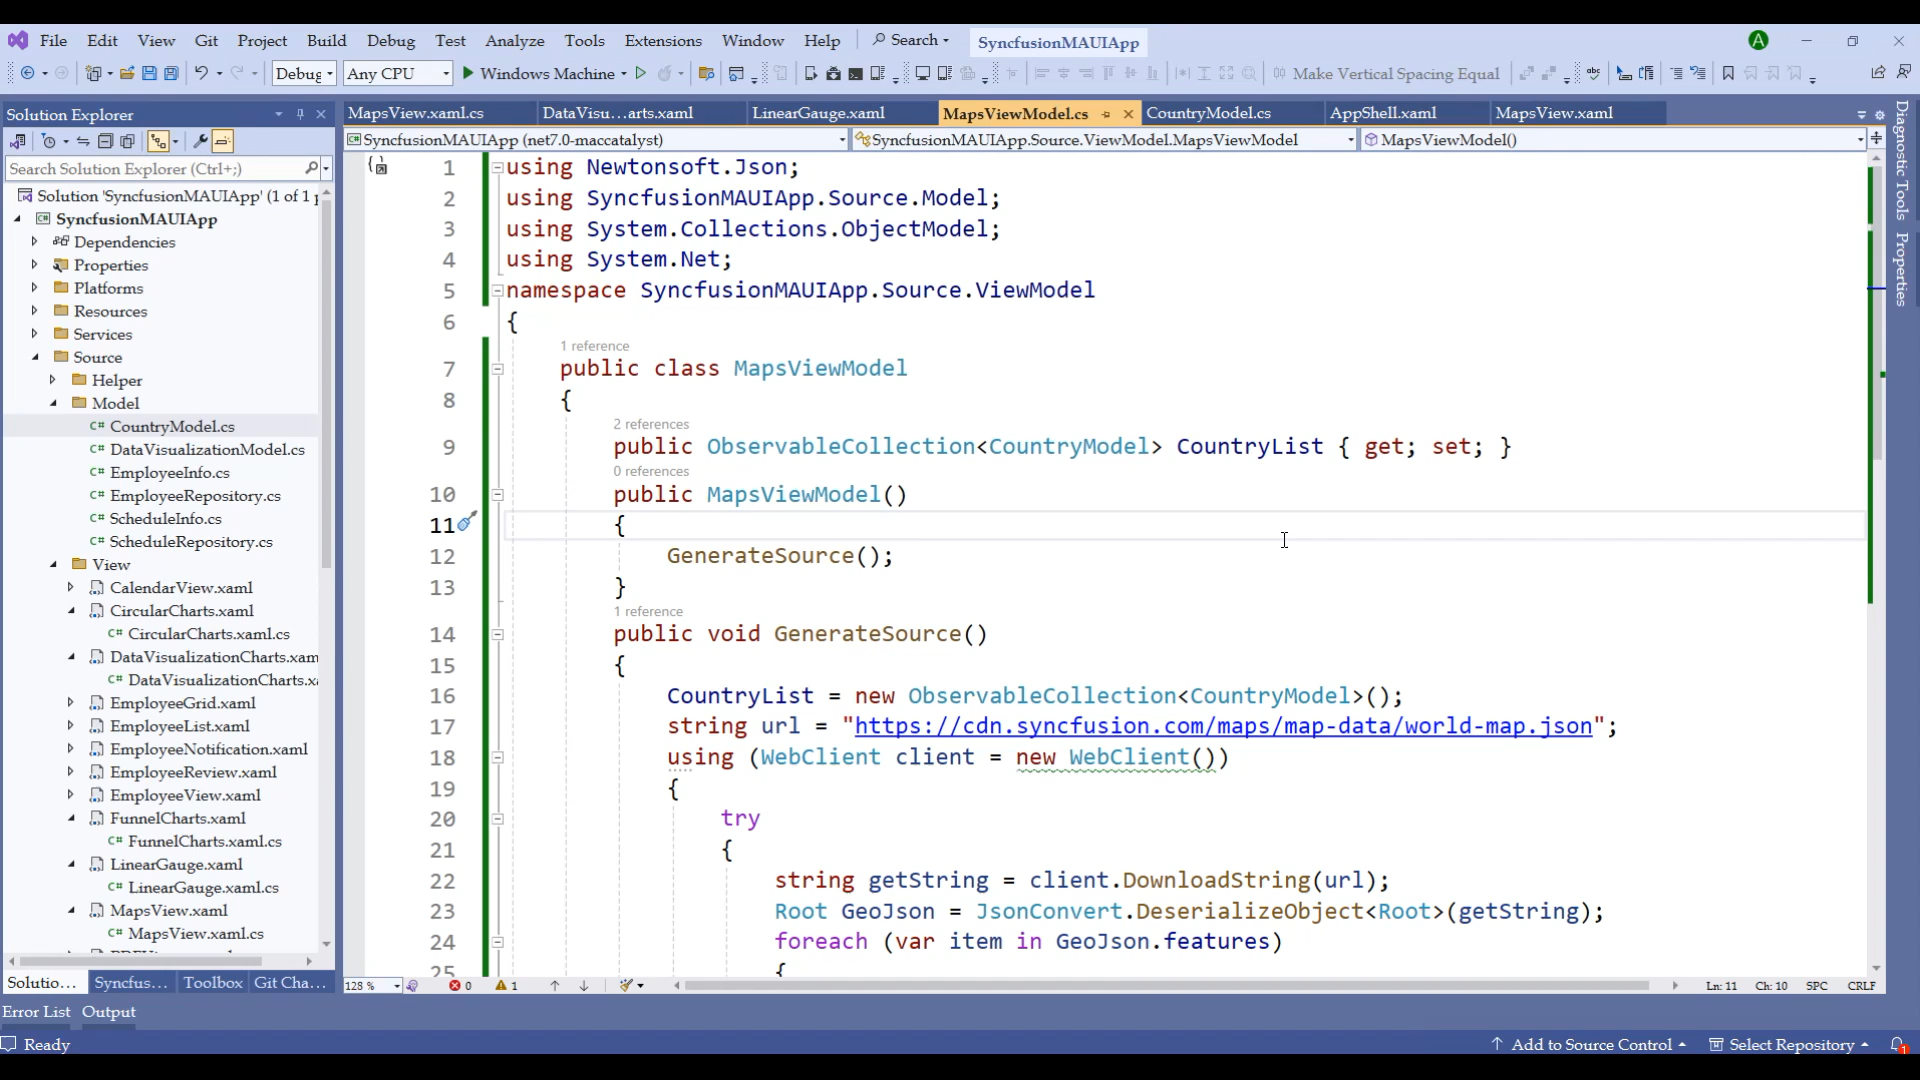 File Edit View Git Project Build Debug Test Analyze Tools Extensions Window Help Search SyncfusionMAUIApp A
Debug Any CPU Windows Machine Make Vertical Spacing Equal
Solution Explorer
Search Solution Explorer (Ctrl+;)
Solution 'SyncfusionMAUIApp' (1 of 1 p
SyncfusionMAUIApp
Dependencies
Properties
Platforms
Resources
Services
Source
Helper
Model
C# CountryModel.cs
C# DataVisualizationModel.cs
C# EmployeeInfo.cs
C# EmployeeRepository.cs
C# ScheduleInfo.cs
C# ScheduleRepository.cs
View
CalendarView.xaml
CircularCharts.xaml
C# CircularCharts.xaml.cs
DataVisualizationCharts.xam
C# DataVisualizationCharts.x
EmployeeGrid.xaml
EmployeeList.xaml
EmployeeNotification.xaml
EmployeeReview.xaml
EmployeeView.xaml
FunnelCharts.xaml
C# FunnelCharts.xaml.cs
LinearGauge.xaml
C# LinearGauge.xaml.cs
MapsView.xaml
C# MapsView.xaml.cs
Solutio... Syncfus... Toolbox Git Cha...
MapsView.xaml.cs DataVisu...arts.xaml LinearGauge.xaml MapsViewModel.cs CountryModel.cs AppShell.xaml MapsView.xaml
SyncfusionMAUIApp (net7.0-maccatalyst) SyncfusionMAUIApp.Source.ViewModel.MapsViewModel MapsViewModel()
1 using Newtonsoft.Json;
2 using SyncfusionMAUIApp.Source.Model;
3 using System.Collections.ObjectModel;
4 using System.Net;
5 namespace SyncfusionMAUIApp.Source.ViewModel
6 {
1 reference
7 public class MapsViewModel
8 {
2 references
9 public ObservableCollection<CountryModel> CountryList { get; set; }
0 references
10 public MapsViewModel()
11 {
12 GenerateSource();
13 }
1 reference
14 public void GenerateSource()
15 {
16 CountryList = new ObservableCollection<CountryModel>();
17 string url = "https://cdn.syncfusion.com/maps/map-data/world-map.json";
18 using (WebClient client = new WebClient())
19 {
20 try
21 {
22 string getString = client.DownloadString(url);
23 Root GeoJson = JsonConvert.DeserializeObject<Root>(getString);
24 foreach (var item in GeoJson.features)
25 {
128 % 0 1 Ln: 11 Ch: 10 SPC CRLF
Diagnostic Tools
Properties
Error List Output
Ready Add to Source Control Select Repository 1